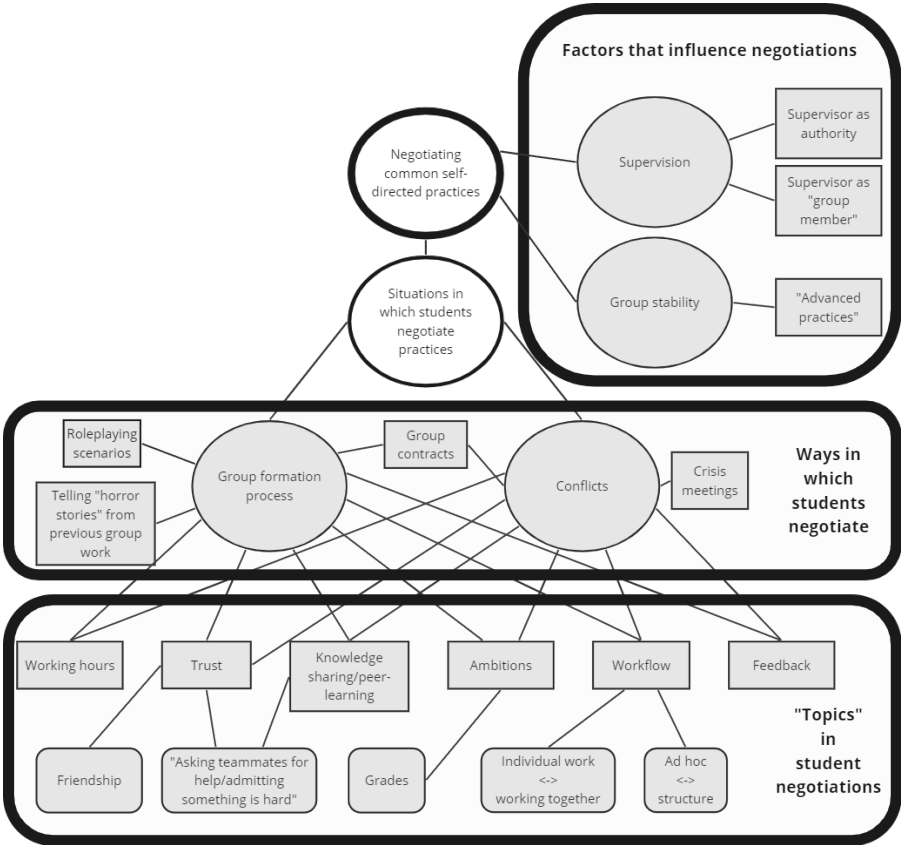 Factors that influence negotiations
Negotiating
common self-
directed practices
Supervision
Supervisor as
authority
Supervisor as
"group
member"
Situations in
which students
negotiate
practices
Group stability
"Advanced
practices"
Roleplaying
scenarios
Telling "horror
stories" from
previous group
work
Group formation
process
Group
contracts
Conflicts
Crisis
meetings
Ways in
which
students
negotiate
Working hours
Trust
Knowledge
sharing/peer-
learning
Ambitions
Workflow
Feedback
Friendship
"Asking teammates for
help/admitting
something is hard"
Grades
Individual work
<->
working together
Ad hoc
<->
structure
"Topics"
in
student
negotiations